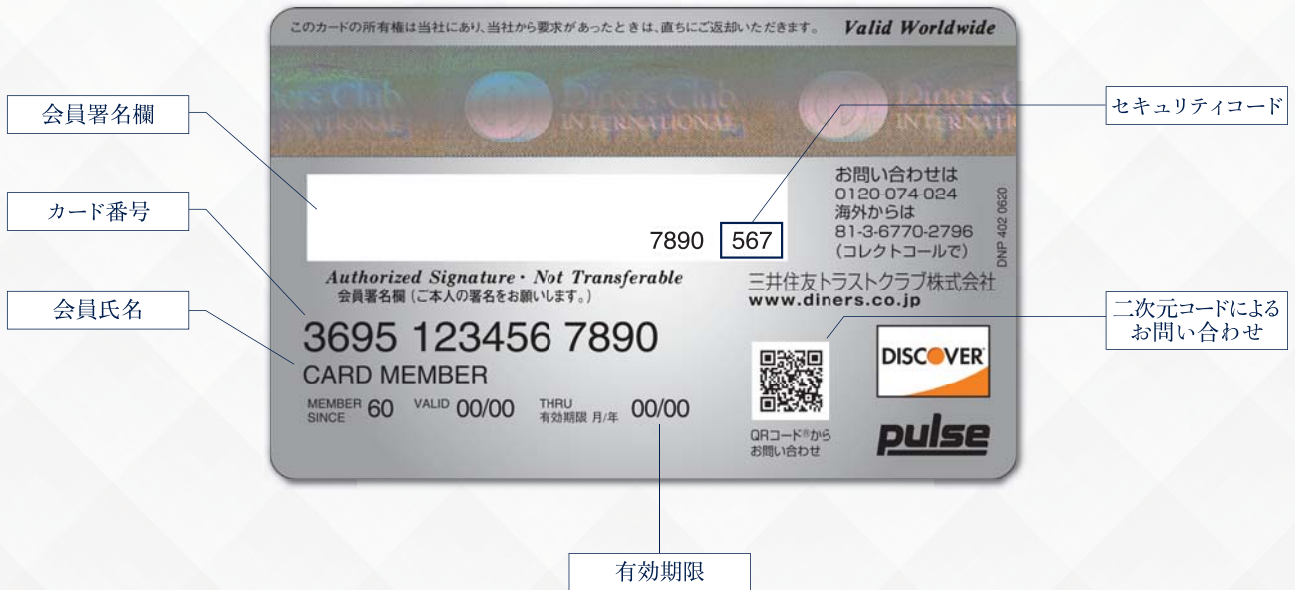 このカードの所有権は当社にあり、当社から要求があったときは、直ちにご返却いただきます。 Valid Worldwide
Diners Club
INTERNATIONAL
会員署名欄
セキュリティコード
お問い合わせは
0120-074-024
海外からは
81-3-6770-2796
(コレクトコールで)
DNP 402 0620
カード番号
7890 567
Authorized Signature・Not Transferable
会員署名欄(ご本人の署名をお願いします。)
三井住友トラストクラブ株式会社
www.diners.co.jp
会員氏名
3695 123456 7890
CARD MEMBER
MEMBER SINCE 60 VALID 00/00 THRU 有効期限 月/年 00/00
二次元コードによる
お問い合わせ
DISCOVER
QRコード®から
お問い合わせ
pulse
有効期限